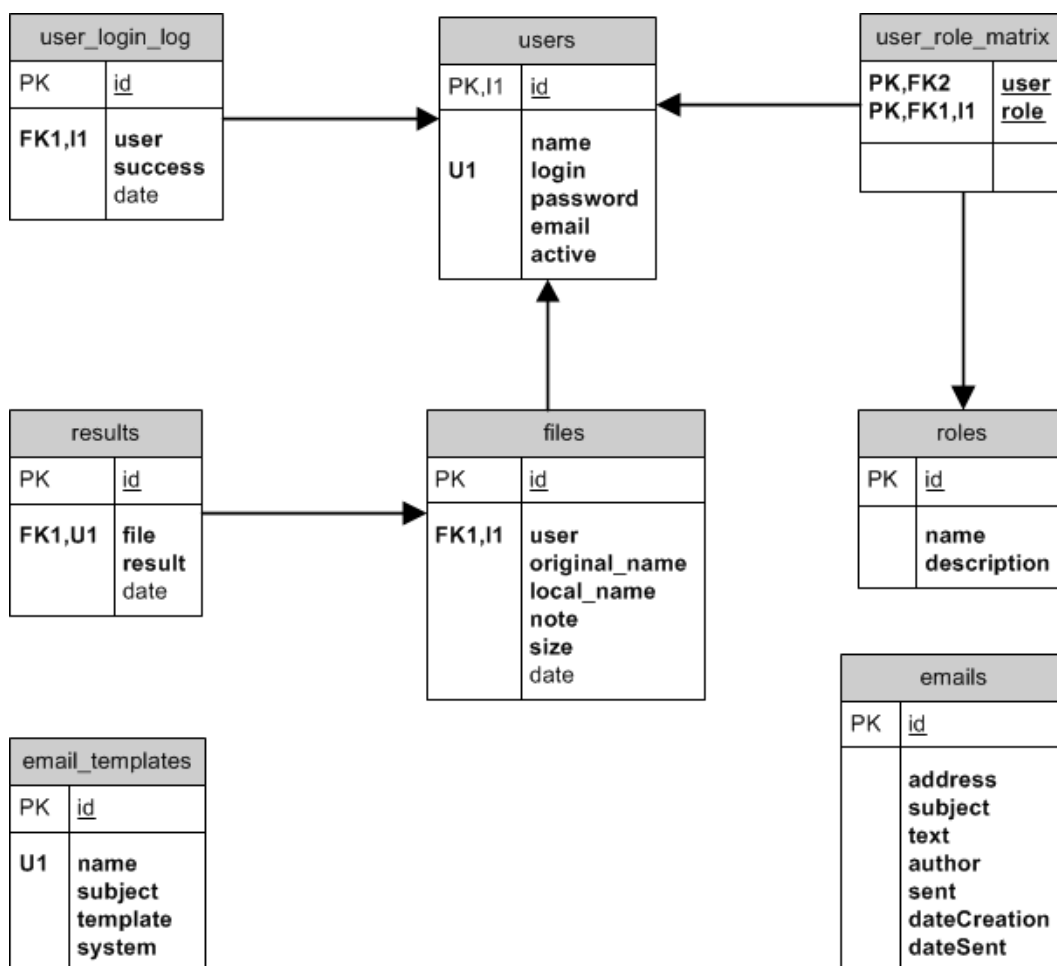 user_login_log
PK id
FK1,I1 user
success
date
users
PK,I1 id
name
U1 login
password
email
active
user_role_matrix
PK,FK2 user
PK,FK1,I1 role
results
PK id
FK1,U1 file
result
date
files
PK id
FK1,I1 user
original_name
local_name
note
size
date
roles
PK id
name
description
email_templates
PK id
U1 name
subject
template
system
emails
PK id
address
subject
text
author
sent
dateCreation
dateSent